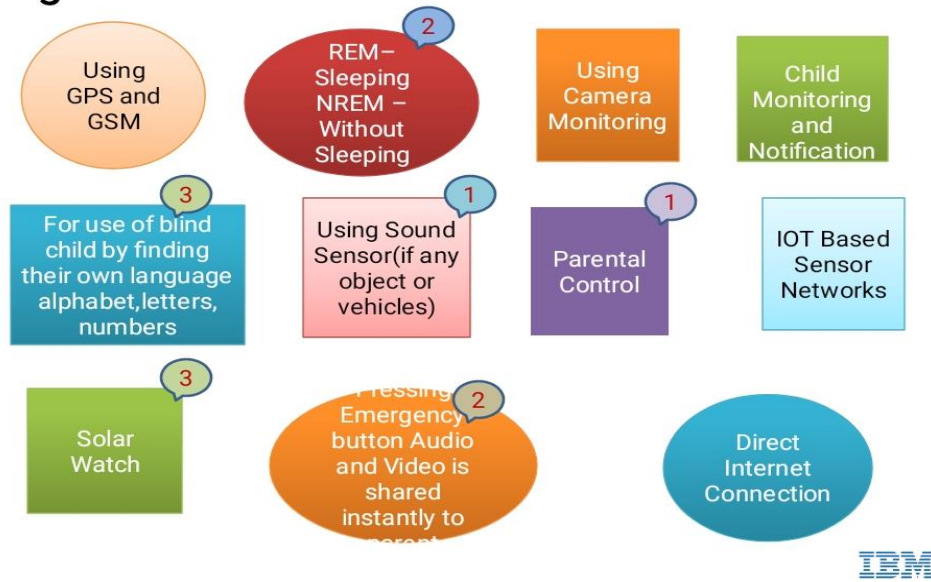 Using
GPS and
GSM
2
REM–
Sleeping
NREM –
Without
Sleeping
Using
Camera
Monitoring
Child
Monitoring
and
Notification
3
For use of blind
child by finding
their own language
alphabet,letters,
numbers
1
Using Sound
Sensor(if any
object or
vehicles)
1
Parental
Control
IOT Based
Sensor
Networks
3
Solar
Watch
2
Pressing
Emergency
button Audio
and Video is
shared
instantly to
Direct
Internet
Connection
IBM